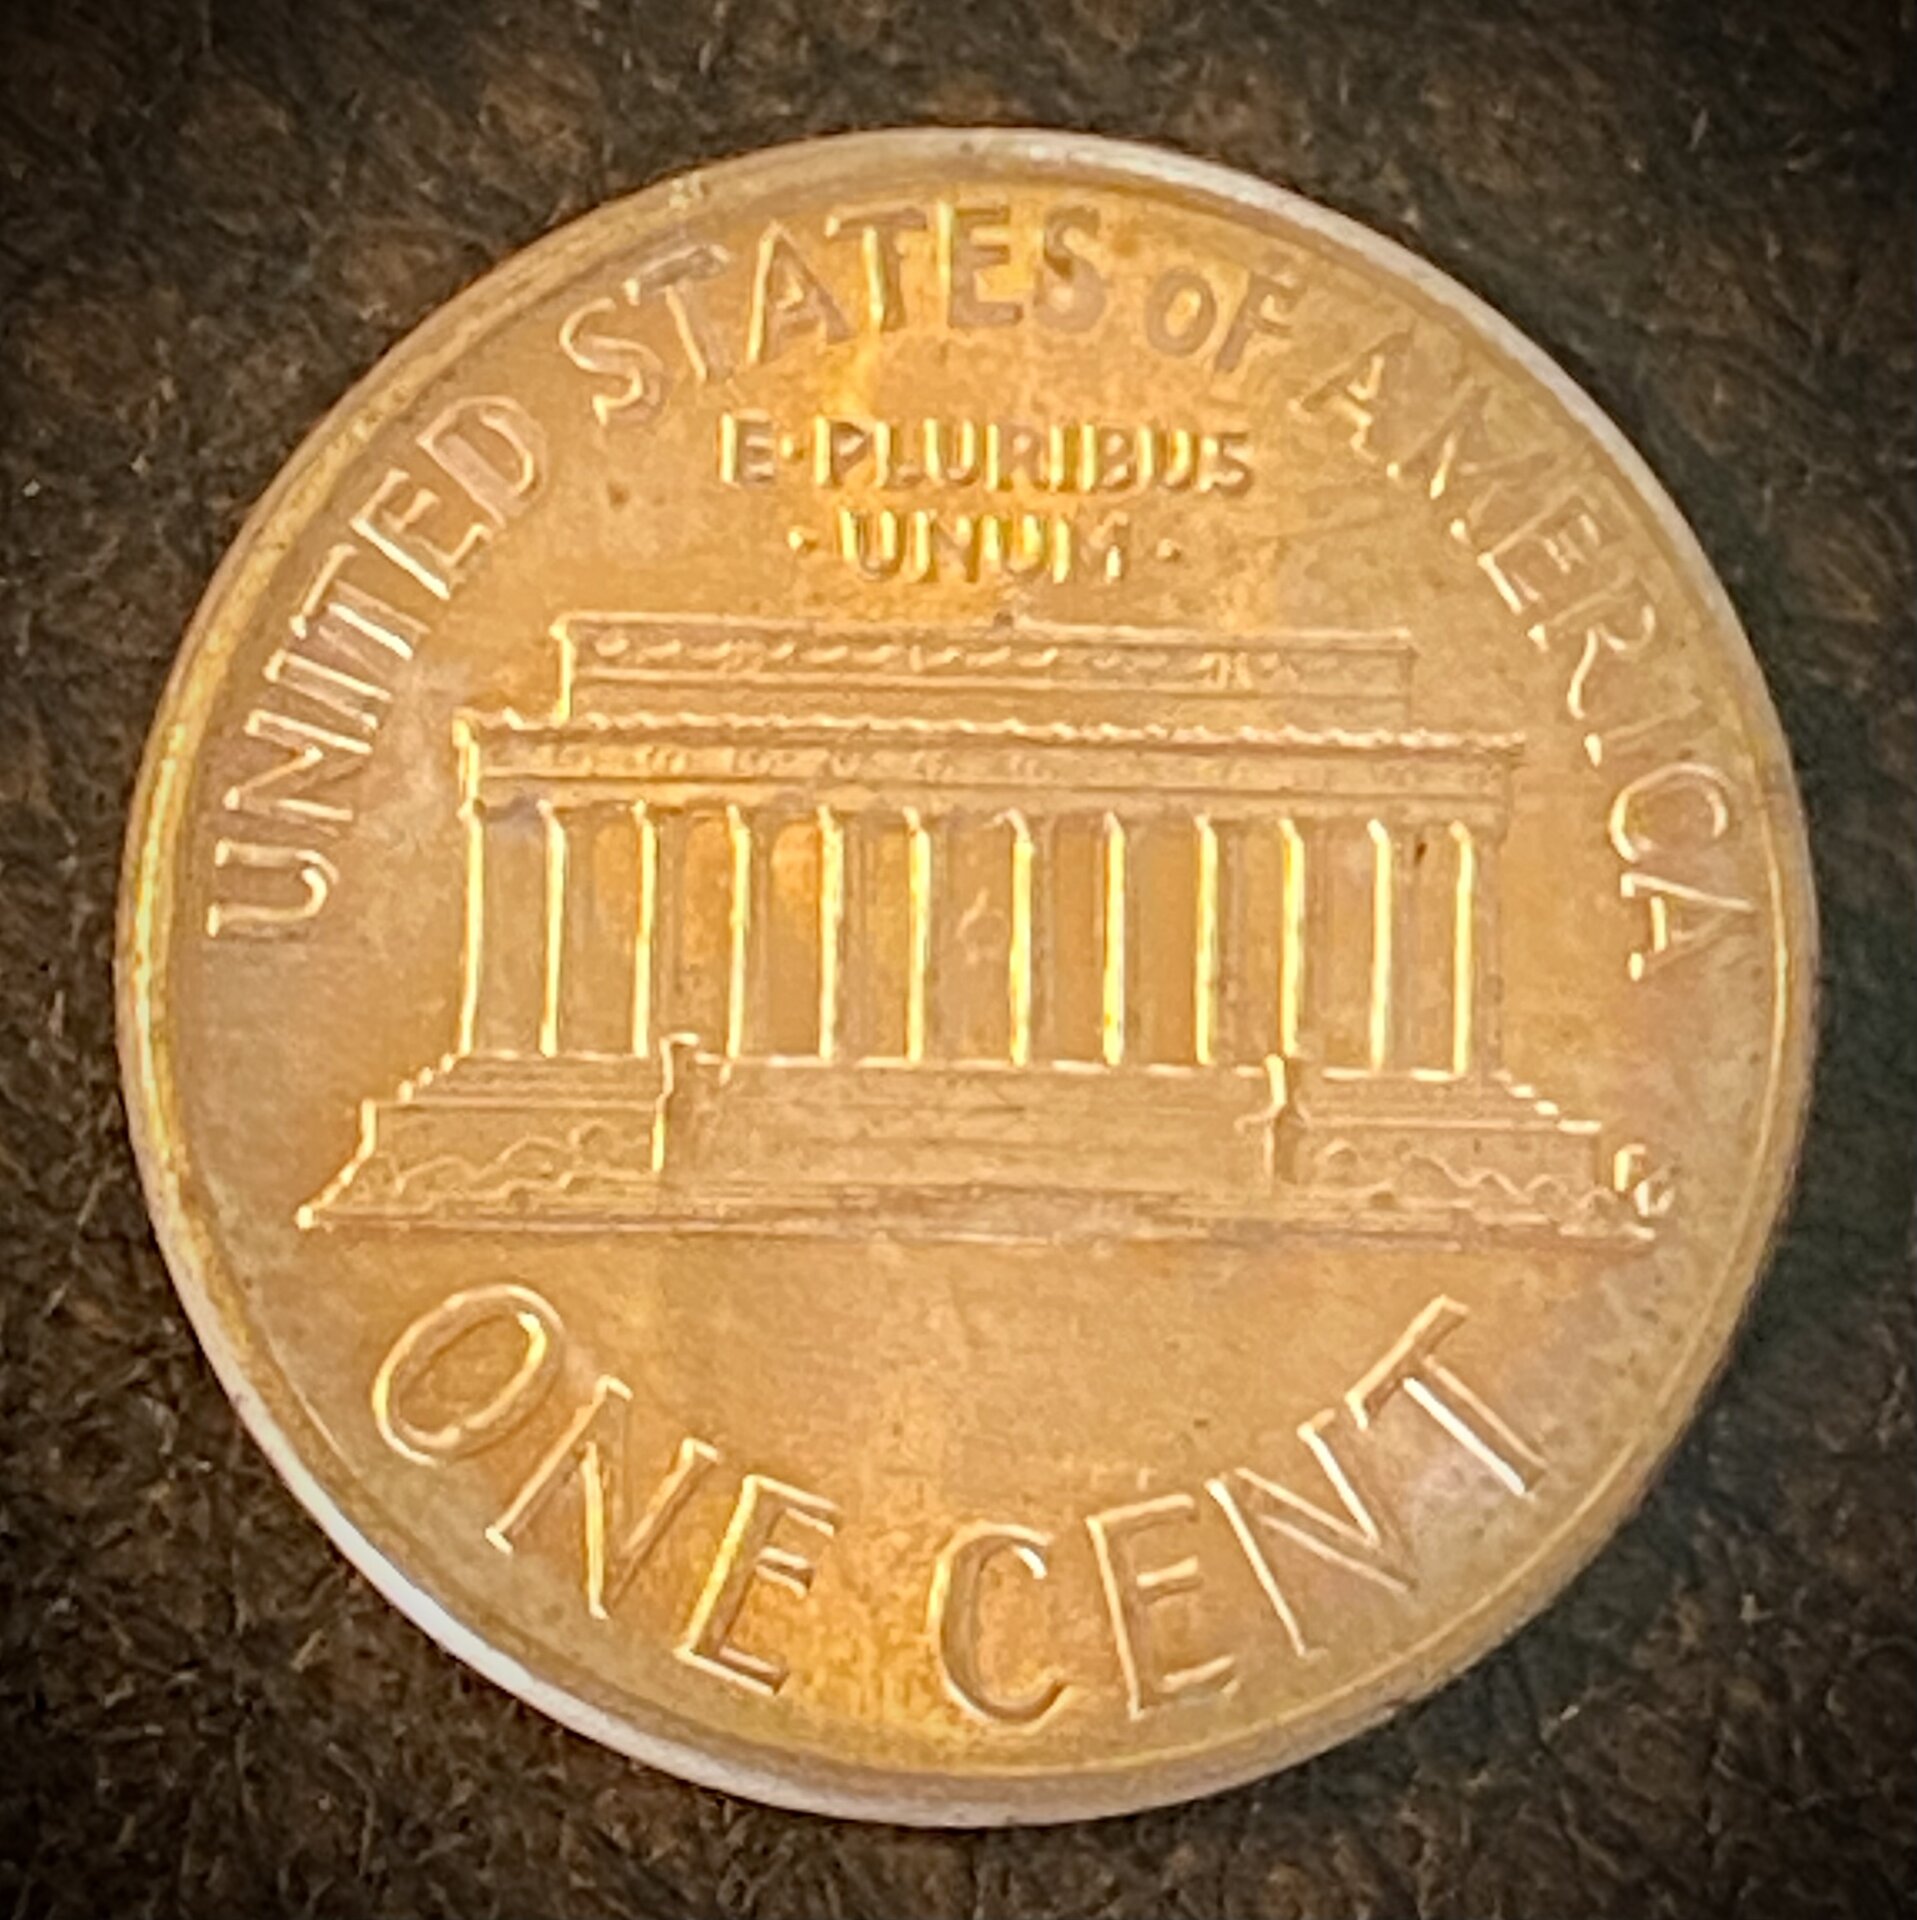 UNITED STATES OF AMERICA
E·PLURIBUS
·UNUM·
ONE CENT